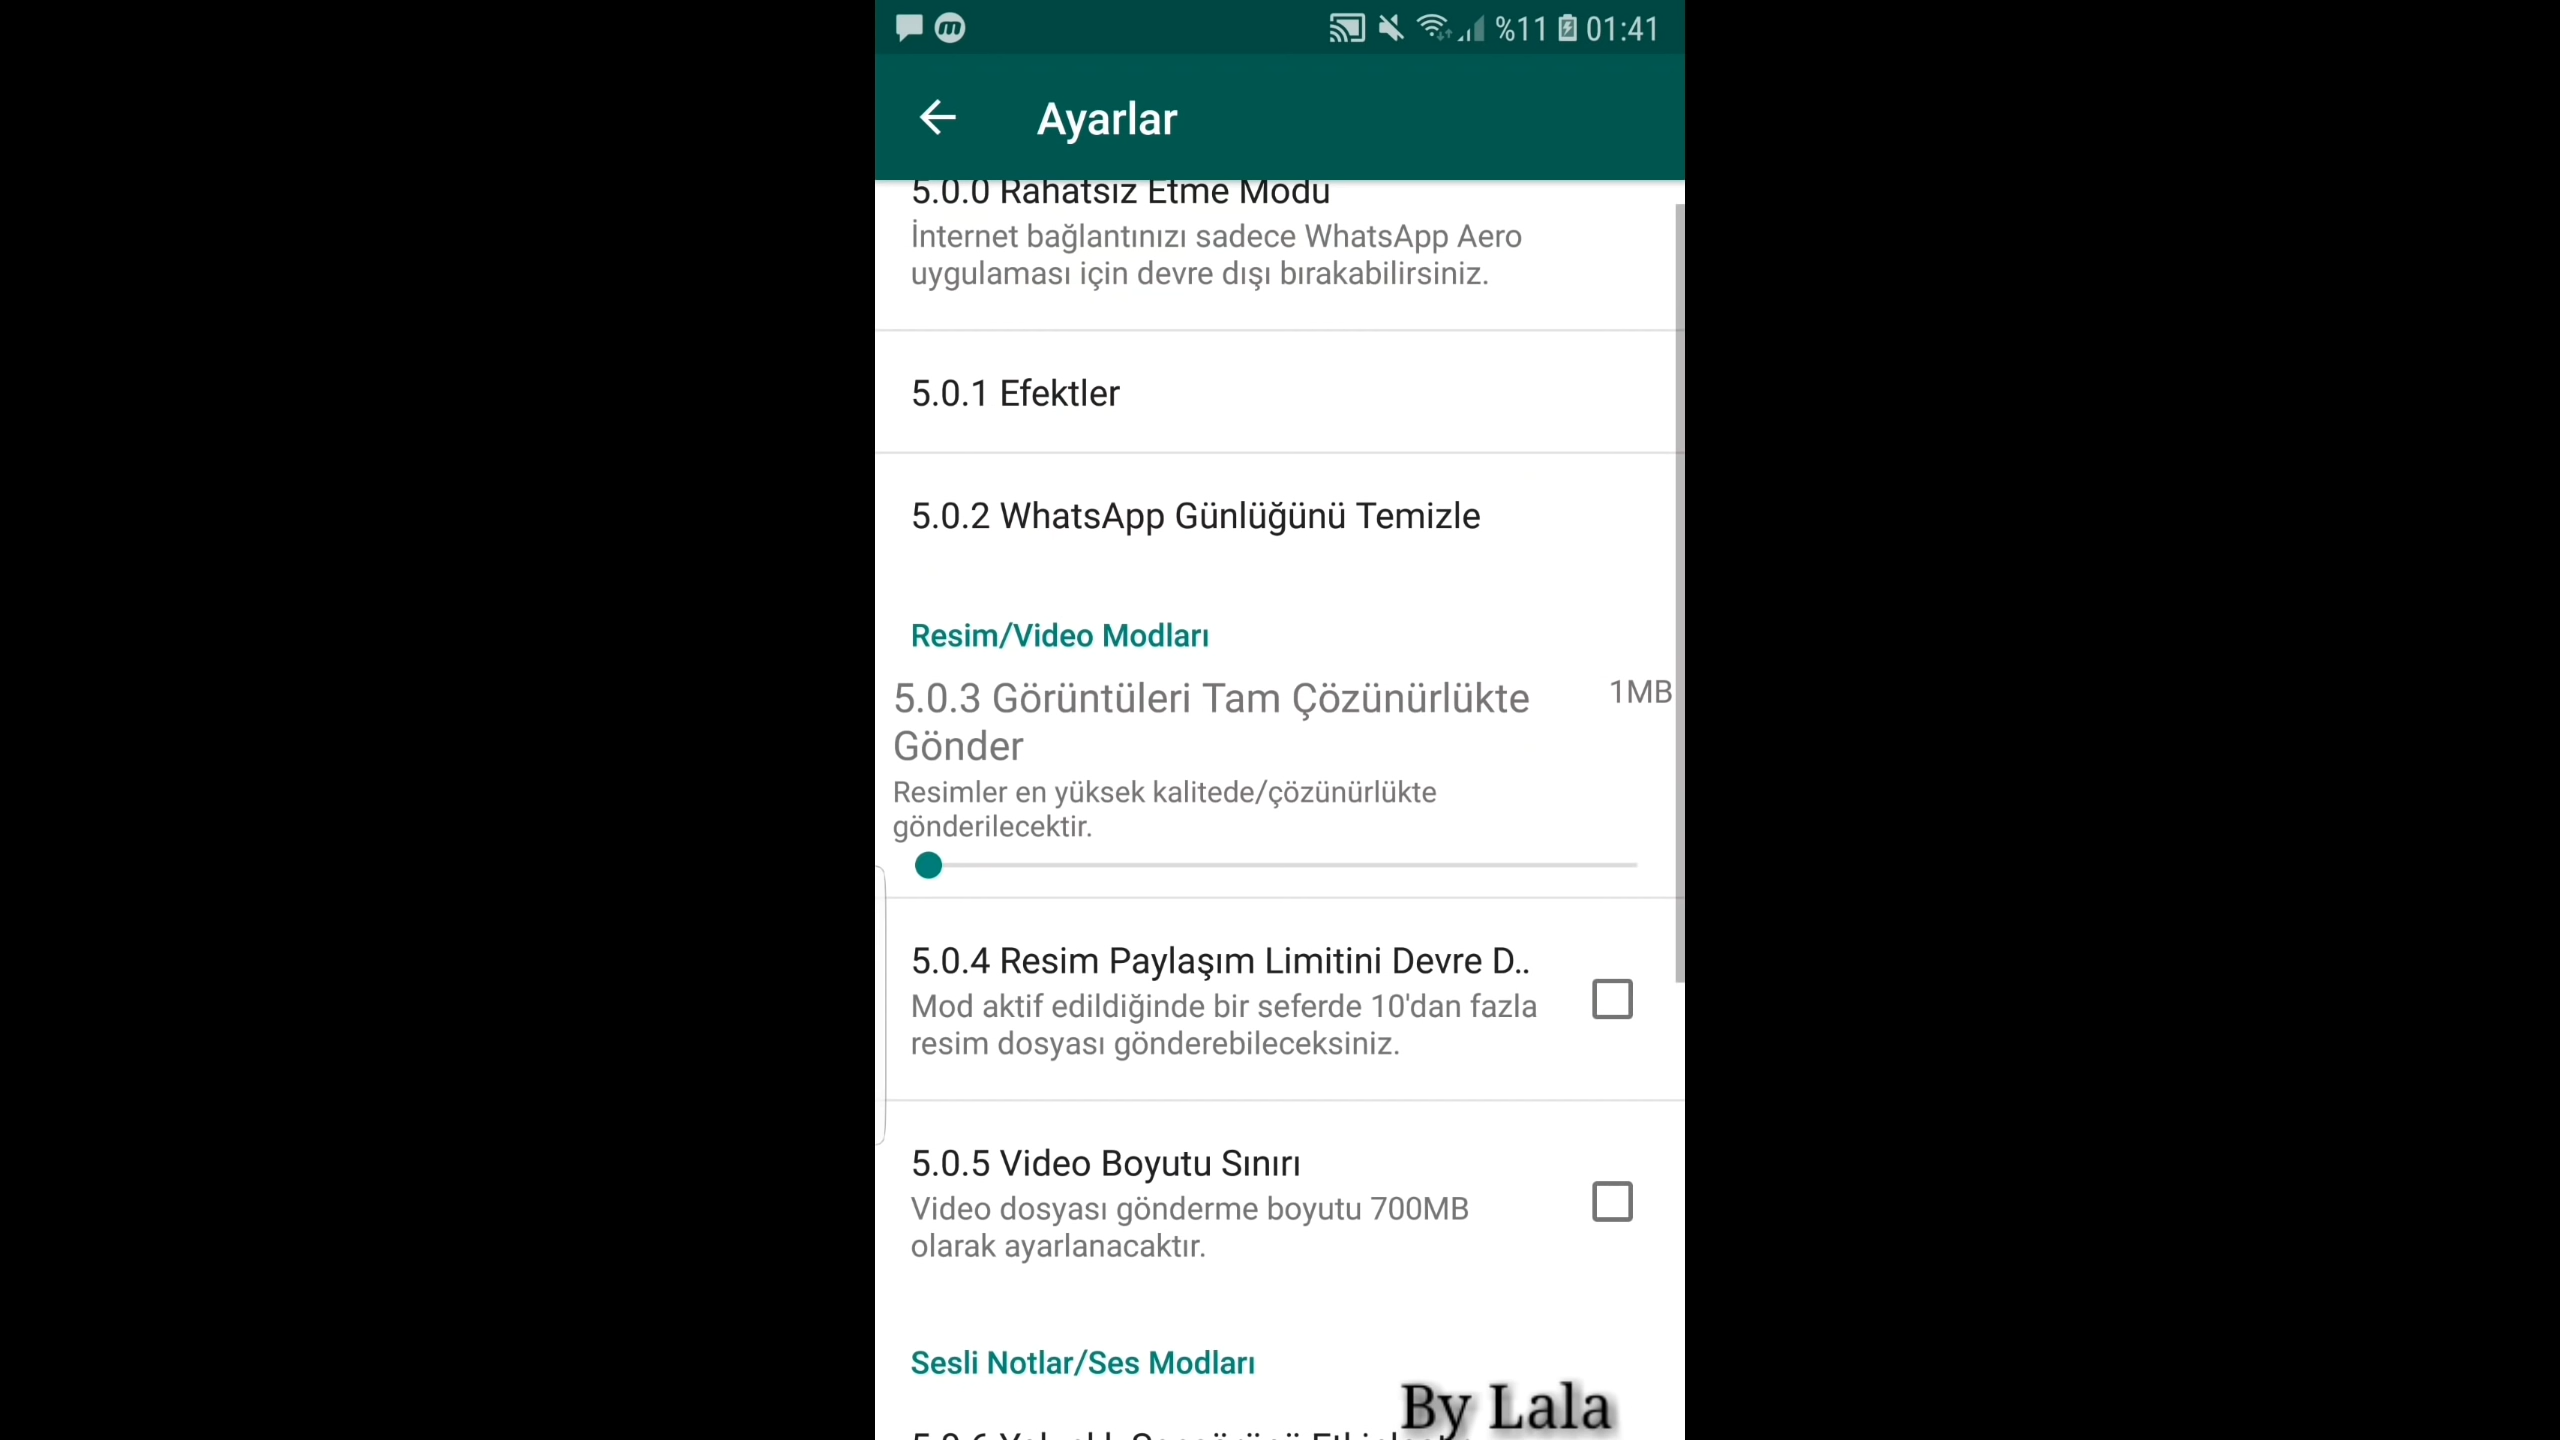 %11 01:41
Ayarlar
5.0.0 Rahatsız Etme Modu
İnternet bağlantınızı sadece WhatsApp Aero
uygulaması için devre dışı bırakabilirsiniz.
5.0.1 Efektler
5.0.2 WhatsApp Günlüğünü Temizle
Resim/Video Modları
5.0.3 Görüntüleri Tam Çözünürlükte 1MB
Gönder
Resimler en yüksek kalitede/çözünürlükte
gönderilecektir.
5.0.4 Resim Paylaşım Limitini Devre D..
Mod aktif edildiğinde bir seferde 10'dan fazla
resim dosyası gönderebileceksiniz.
5.0.5 Video Boyutu Sınırı
Video dosyası gönderme boyutu 700MB
olarak ayarlanacaktır.
Sesli Notlar/Ses Modları
By Lala